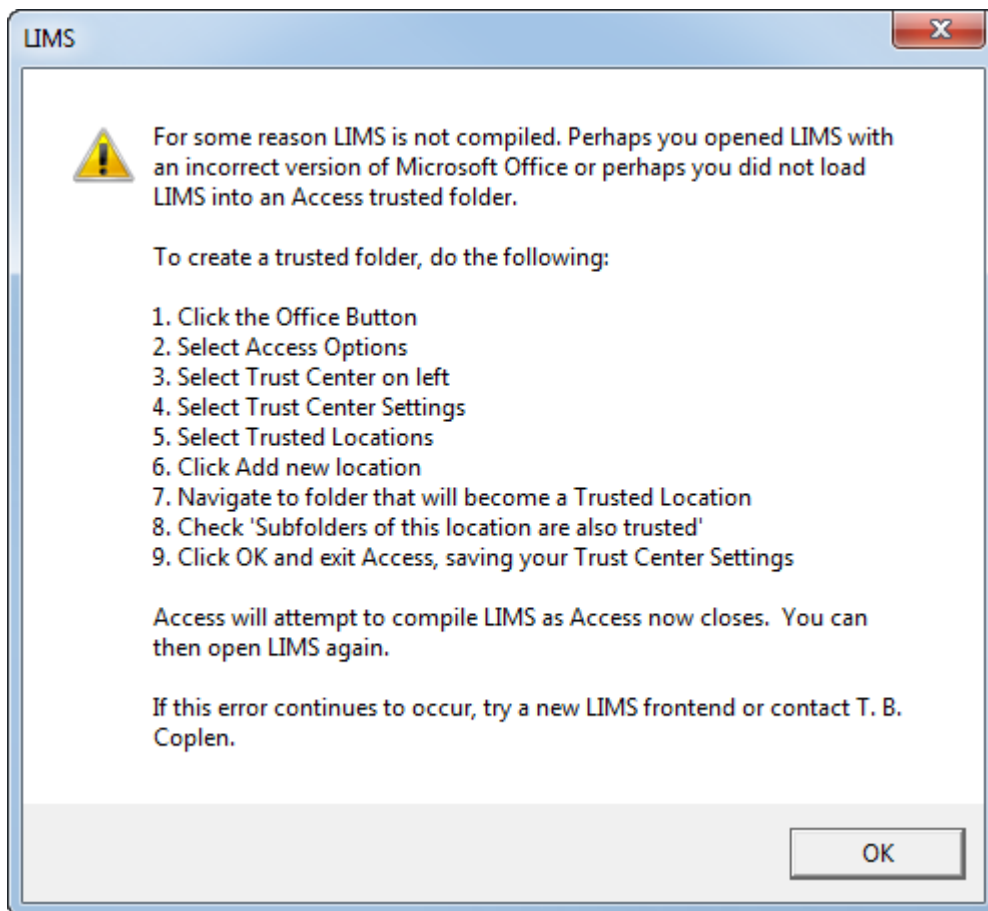 LIMS
For some reason LIMS is not compiled. Perhaps you opened LIMS with
an incorrect version of Microsoft Office or perhaps you did not load
LIMS into an Access trusted folder.
To create a trusted folder, do the following:
1. Click the Office Button
2. Select Access Options
3. Select Trust Center on left
4. Select Trust Center Settings
5. Select Trusted Locations
6. Click Add new location
7. Navigate to folder that will become a Trusted Location
8. Check 'Subfolders of this location are also trusted'
9. Click OK and exit Access, saving your Trust Center Settings
Access will attempt to compile LIMS as Access now closes.  You can
then open LIMS again.
If this error continues to occur, try a new LIMS frontend or contact T. B.
Coplen.
OK